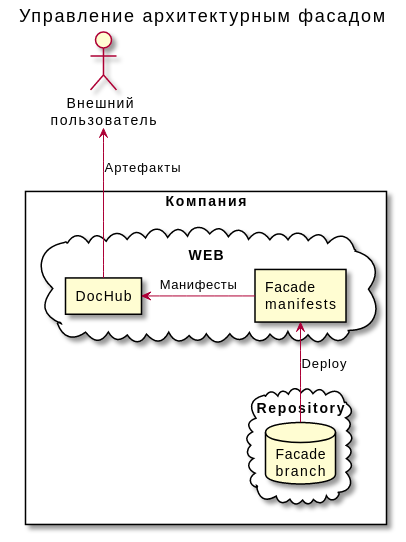 Управление архитектурным фасадом
Внешний
пользователь
Артефакты
Компания
WEB
DocHub
Манифесты
Facade
manifests
Deploy
Repository
Facade
branch